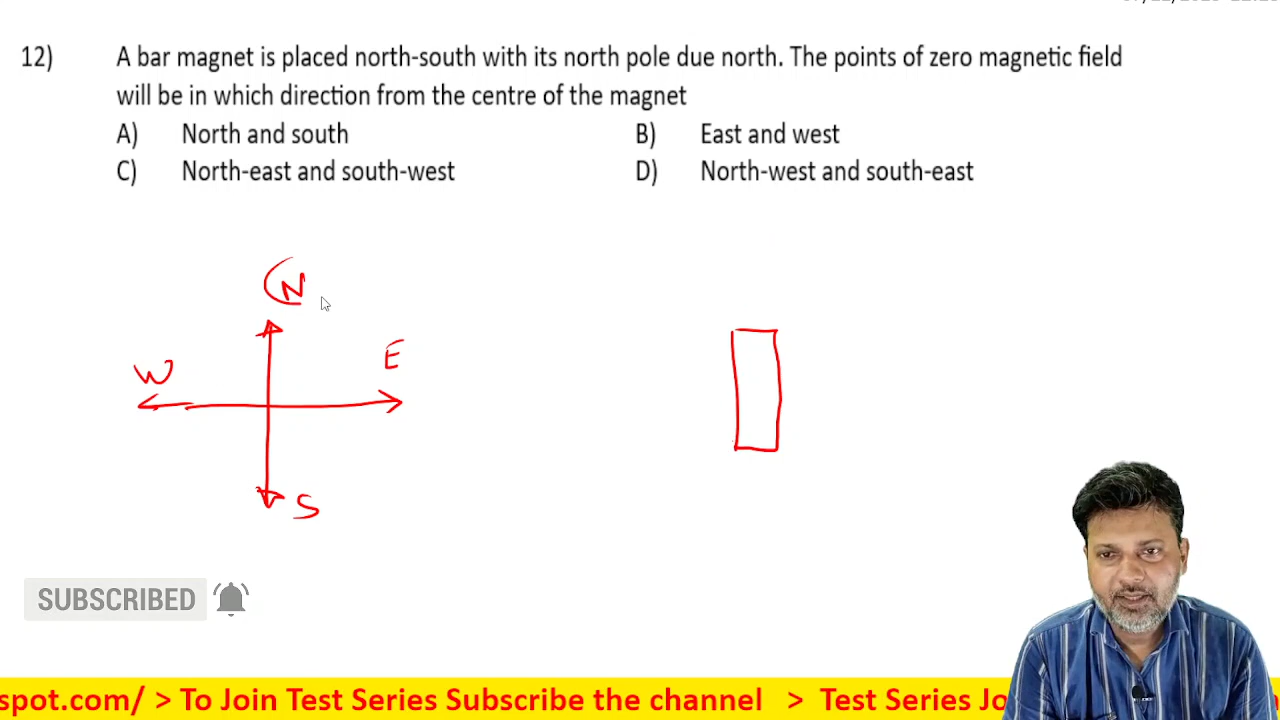 12) A bar magnet is placed north-south with its north pole due north. The points of zero magnetic field
will be in which direction from the centre of the magnet
A) North and south B) East and west
C) North-east and south-west D) North-west and south-east
N
W E
S
SUBSCRIBED
spot.com/ > To Join Test Series Subscribe the channel > Test Series Jo